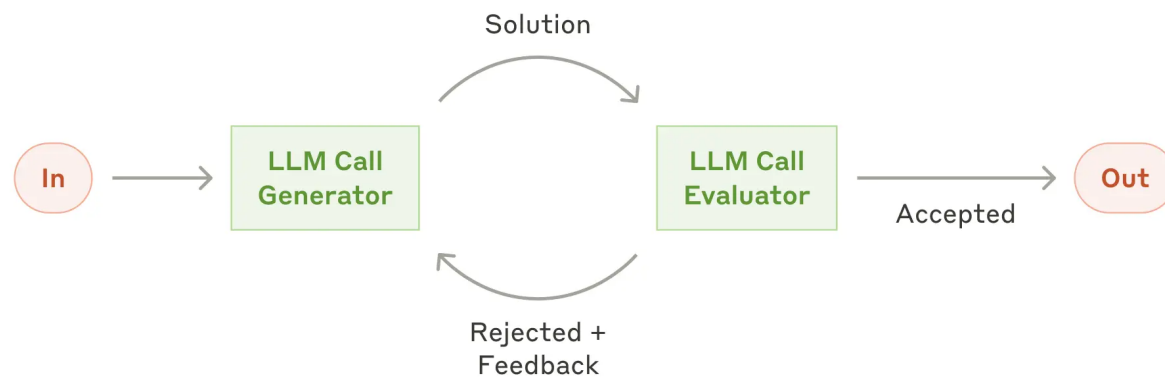 Solution
In
LLM Call
Generator
LLM Call
Evaluator
Accepted
Out
Rejected +
Feedback